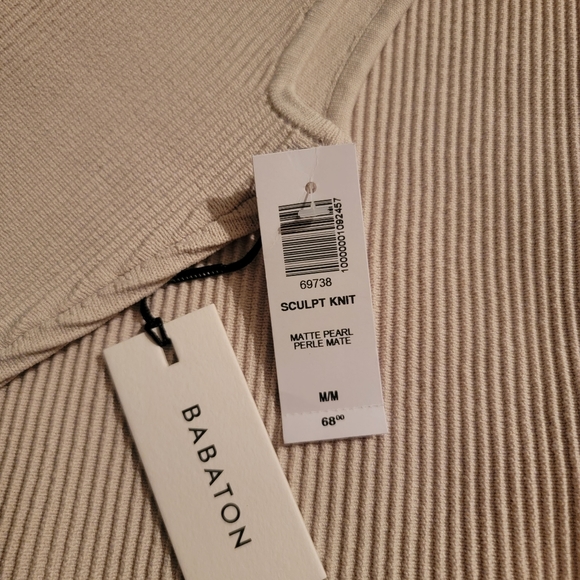 10000001092457
69738
SCULPT KNIT
MATTE PEARL
PERLE MATE
M/M
68⁰⁰
BABATON